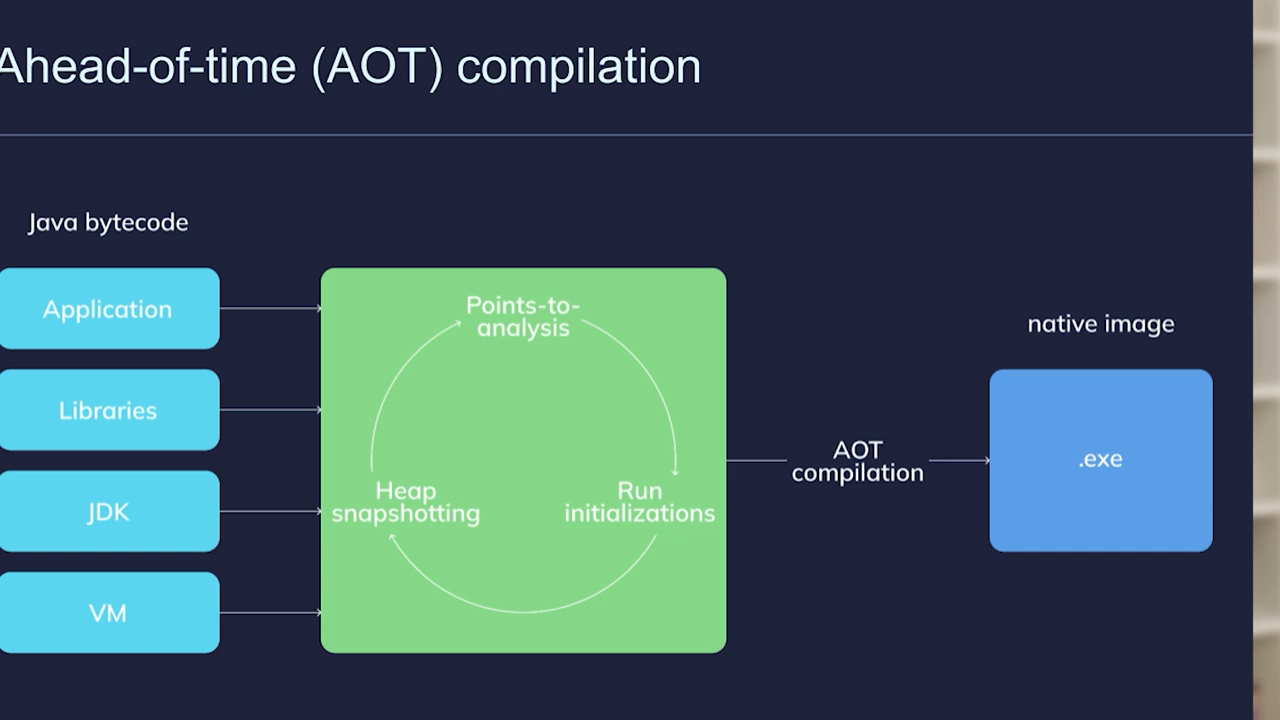 Ahead-of-time (AOT) compilation
Java bytecode
Application
Libraries
JDK
VM
Points-to-
analysis
Run
initializations
Heap
snapshotting
AOT
compilation
native image
.exe